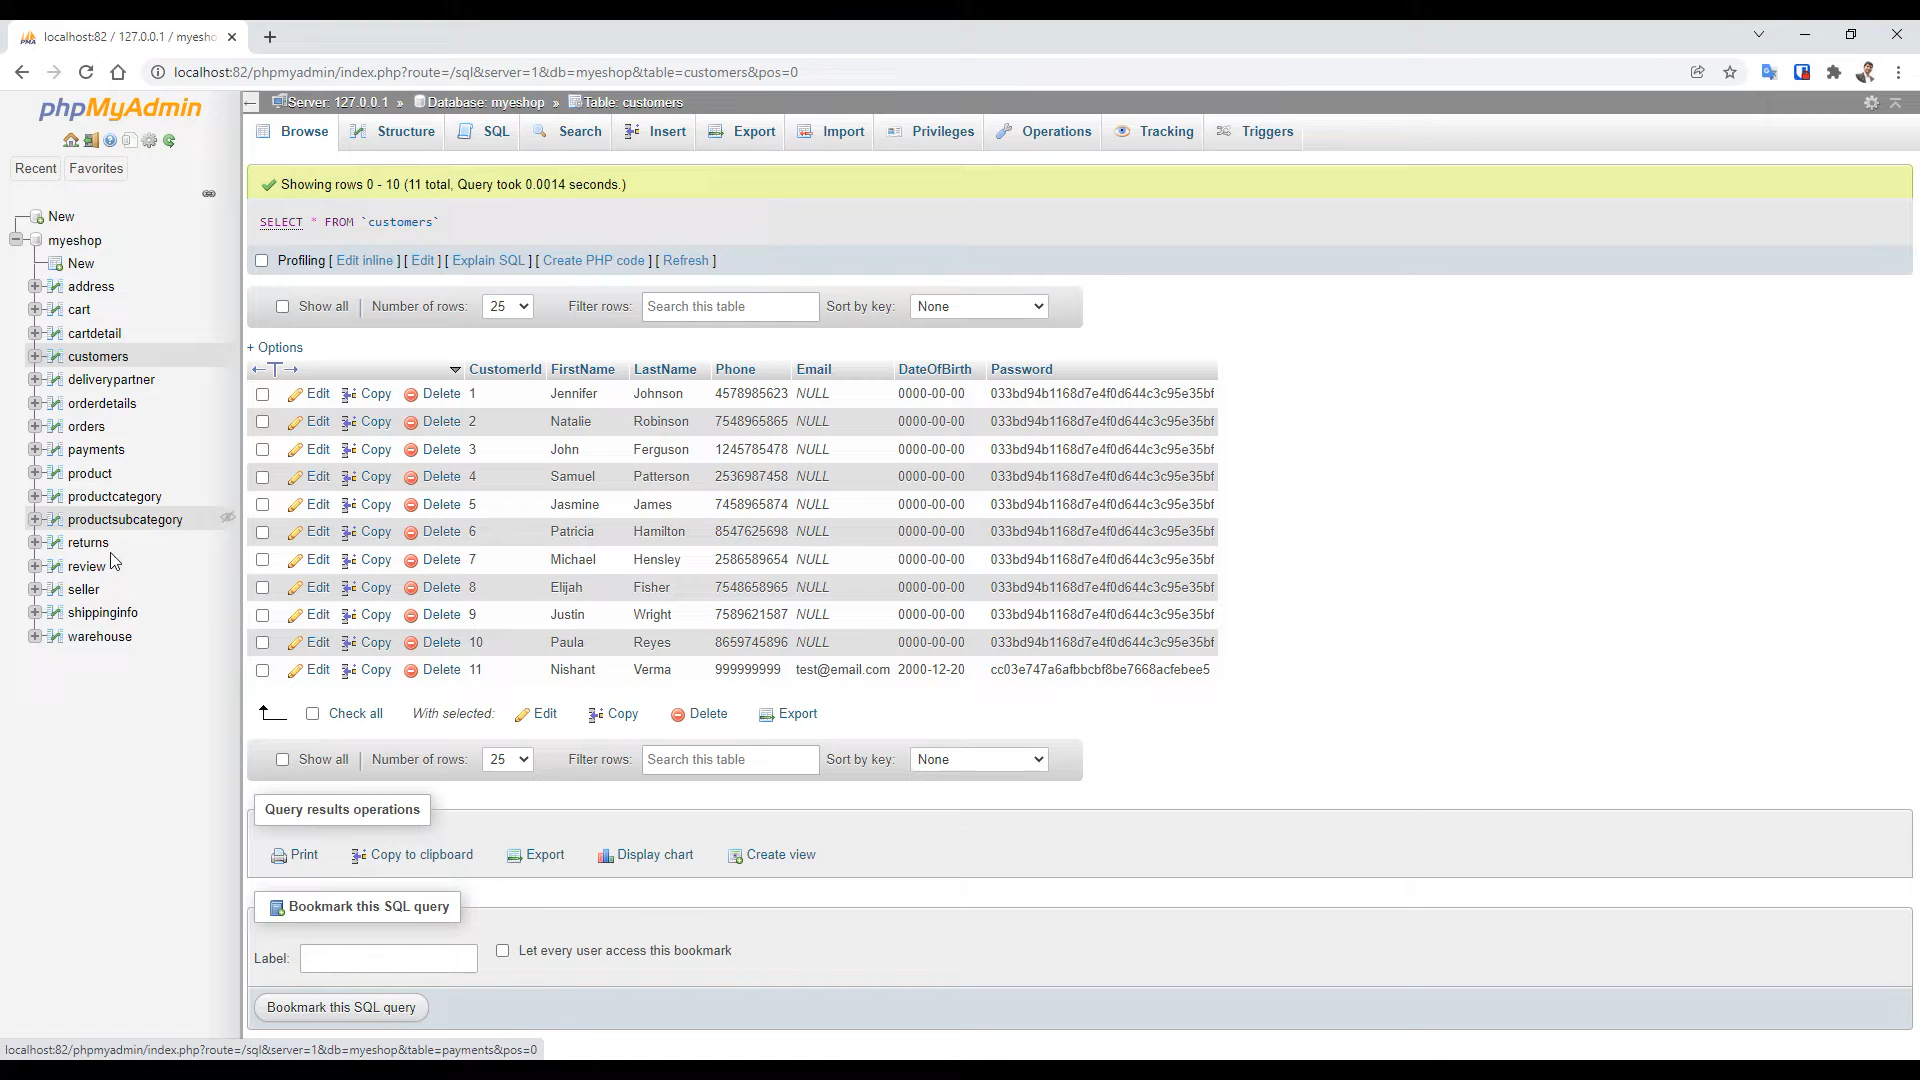 localhost:82 / 127.0.0.1 / myesho
localhost:82/phpmyadmin/index.php?route=/sql&server=1&db=myeshop&table=customers&pos=0
phpMyAdmin
Recent Favorites
New
myeshop
New
address
cart
cartdetail
customers
deliverypartner
orderdetails
orders
payments
product
productcategory
productsubcategory
returns
review
seller
shippinginfo
warehouse
Server: 127.0.0.1 » Database: myeshop » Table: customers
Browse Structure SQL Search Insert Export Import Privileges Operations Tracking Triggers
Showing rows 0 - 10 (11 total, Query took 0.0014 seconds.)
SELECT * FROM `customers`
Profiling [ Edit inline ] [ Edit ] [ Explain SQL ] [ Create PHP code ] [ Refresh ]
Show all Number of rows: 25 Filter rows: Search this table Sort by key: None
+ Options
CustomerId FirstName LastName Phone Email DateOfBirth Password
Edit Copy Delete 1 Jennifer Johnson 4578985623 NULL 0000-00-00 033bd94b1168d7e4f0d644c3c95e35bf
Edit Copy Delete 2 Natalie Robinson 7548965865 NULL 0000-00-00 033bd94b1168d7e4f0d644c3c95e35bf
Edit Copy Delete 3 John Ferguson 1245785478 NULL 0000-00-00 033bd94b1168d7e4f0d644c3c95e35bf
Edit Copy Delete 4 Samuel Patterson 2536987458 NULL 0000-00-00 033bd94b1168d7e4f0d644c3c95e35bf
Edit Copy Delete 5 Jasmine James 7458965874 NULL 0000-00-00 033bd94b1168d7e4f0d644c3c95e35bf
Edit Copy Delete 6 Patricia Hamilton 8547625698 NULL 0000-00-00 033bd94b1168d7e4f0d644c3c95e35bf
Edit Copy Delete 7 Michael Hensley 2586589654 NULL 0000-00-00 033bd94b1168d7e4f0d644c3c95e35bf
Edit Copy Delete 8 Elijah Fisher 7548658965 NULL 0000-00-00 033bd94b1168d7e4f0d644c3c95e35bf
Edit Copy Delete 9 Justin Wright 7589621587 NULL 0000-00-00 033bd94b1168d7e4f0d644c3c95e35bf
Edit Copy Delete 10 Paula Reyes 8659745896 NULL 0000-00-00 033bd94b1168d7e4f0d644c3c95e35bf
Edit Copy Delete 11 Nishant Verma 999999999 test@email.com 2000-12-20 cc03e747a6afbbcbf8be7668acfebee5
Check all With selected: Edit Copy Delete Export
Show all Number of rows: 25 Filter rows: Search this table Sort by key: None
Query results operations
Print Copy to clipboard Export Display chart Create view
Bookmark this SQL query
Label: Let every user access this bookmark
Bookmark this SQL query
localhost:82/phpmyadmin/index.php?route=/sql&server=1&db=myeshop&table=payments&pos=0